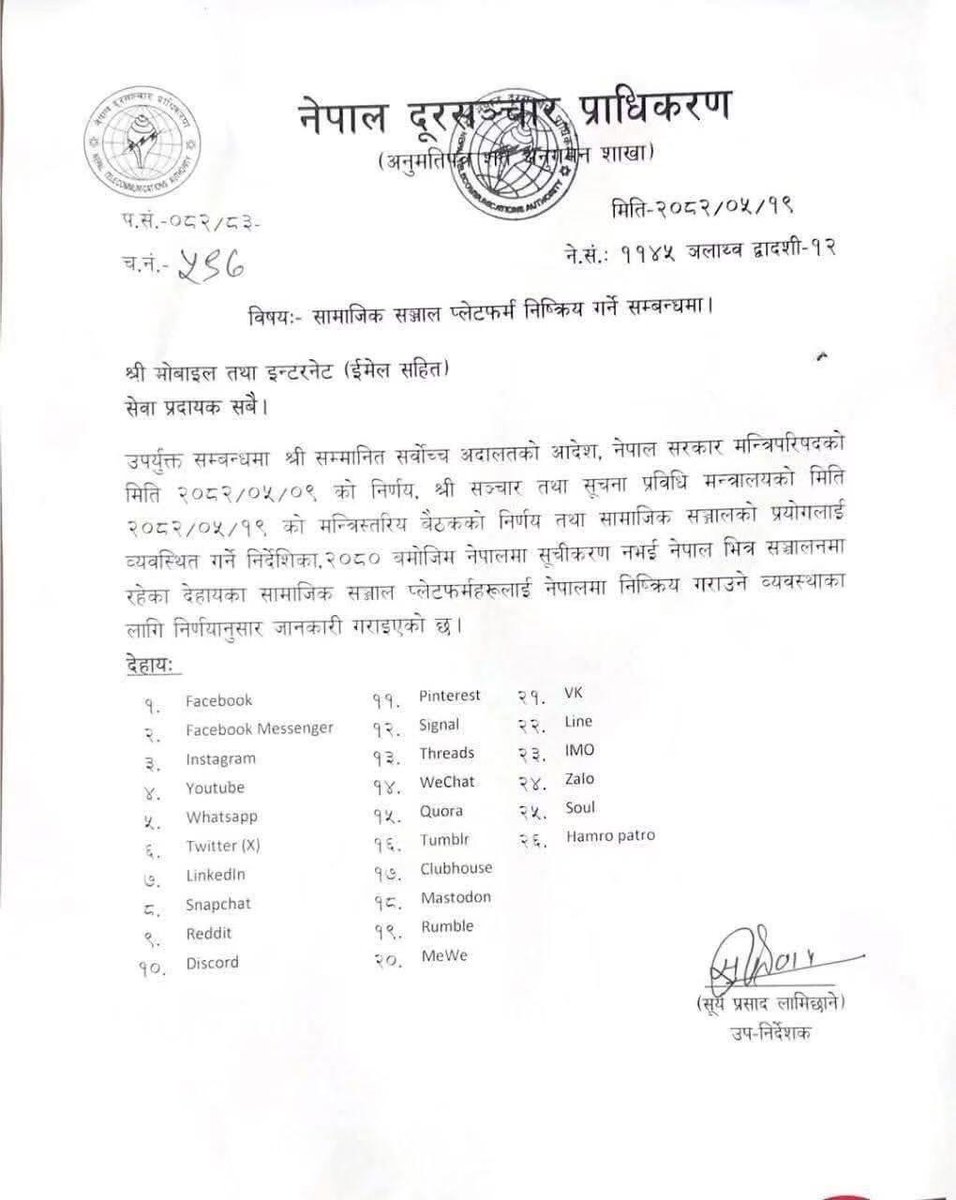 नेपाल दूरसञ्चार प्राधिकरण
(अनुमतिपत्र शर्त अनुगमन शाखा)
नेपाल दूरसञ्चार प्राधिकरण
NEPAL TELECOMMUNICATIONS AUTHORITY
TELECOMMUNICATIONS AUTHORITY
प.सं.-०८२/८३-
मिति-२०८२/०५/१९
च.नं.- ५९७
ने.सं.: ११४५ ञलाथ्व द्वादशी-१२
विषयः- सामाजिक सञ्जाल प्लेटफर्म निष्क्रिय गर्ने सम्बन्धमा।
श्री मोबाइल तथा इन्टरनेट (ईमेल सहित)
सेवा प्रदायक सबै।
उपर्युक्त सम्बन्धमा श्री सम्मानित सर्वोच्च अदालतको आदेश, नेपाल सरकार मन्त्रिपरिषदको
मिति २०८२/०५/०९ को निर्णय, श्री सञ्चार तथा सूचना प्रविधि मन्त्रालयको मिति
२०८२/०५/१९ को मन्त्रिस्तरिय बैठकको निर्णय तथा सामाजिक सञ्जालको प्रयोगलाई
व्यवस्थित गर्ने निर्देशिका,२०८० बमोजिम नेपालमा सूचीकरण नभई नेपाल भित्र सञ्चालनमा
रहेका देहायका सामाजिक सञ्जाल प्लेटफर्महरूलाई नेपालमा निष्क्रिय गराउने व्यवस्थाका
लागि निर्णयानुसार जानकारी गराइएको छ।
देहायः
१. Facebook
२. Facebook Messenger
३. Instagram
४. Youtube
५. Whatsapp
६. Twitter (X)
७. LinkedIn
८. Snapchat
९. Reddit
१०. Discord
११. Pinterest
१२. Signal
१३. Threads
१४. WeChat
१५. Quora
१६. Tumblr
१७. Clubhouse
१८. Mastodon
१९. Rumble
२०. MeWe
२१. VK
२२. Line
२३. IMO
२४. Zalo
२५. Soul
२६. Hamro patro
(सूर्य प्रसाद लामिछाने)
उप-निर्देशक